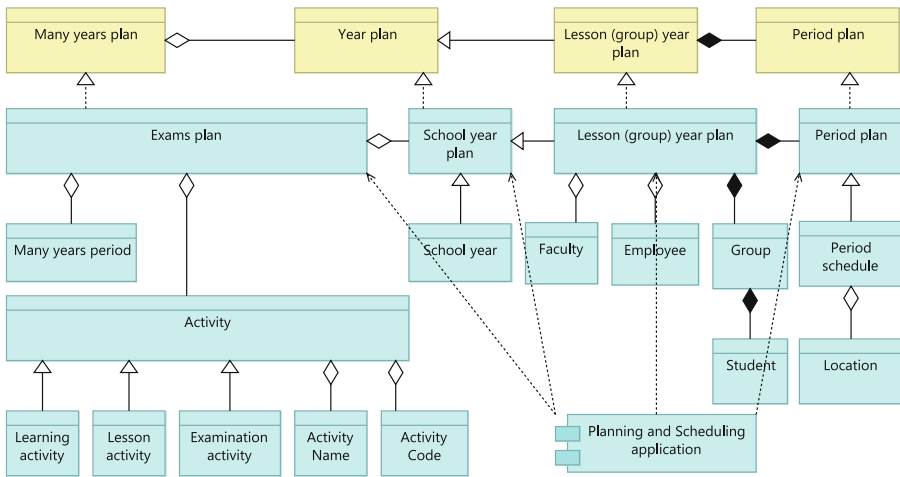 Many years plan
Year plan
Lesson (group) year
plan
Period plan
Exams plan
School year
plan
Lesson (group) year plan
Period plan
Many years period
School year
Faculty
Employee
Group
Period
schedule
Activity
Student
Location
Learning
activity
Lesson
activity
Examination
activity
Activity
Name
Activity
Code
Planning and Scheduling
application